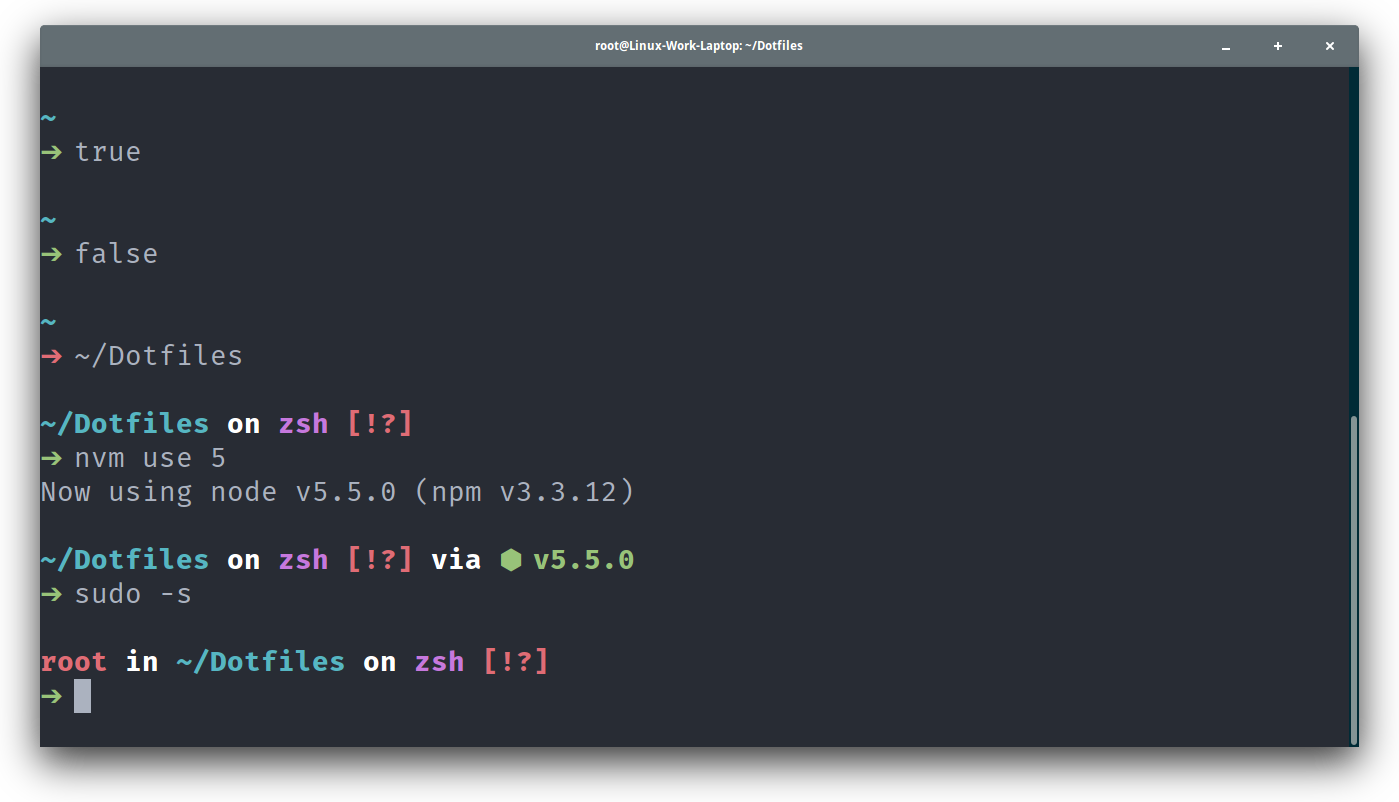 root@Linux-Work-Laptop: ~/Dotfiles
~
➔ true
~
➔ false
~
➔ ~/Dotfiles
~/Dotfiles on zsh [!?]
➔ nvm use 5
Now using node v5.5.0 (npm v3.3.12)
~/Dotfiles on zsh [!?] via ⬢ v5.5.0
➔ sudo -s
root in ~/Dotfiles on zsh [!?]
➔